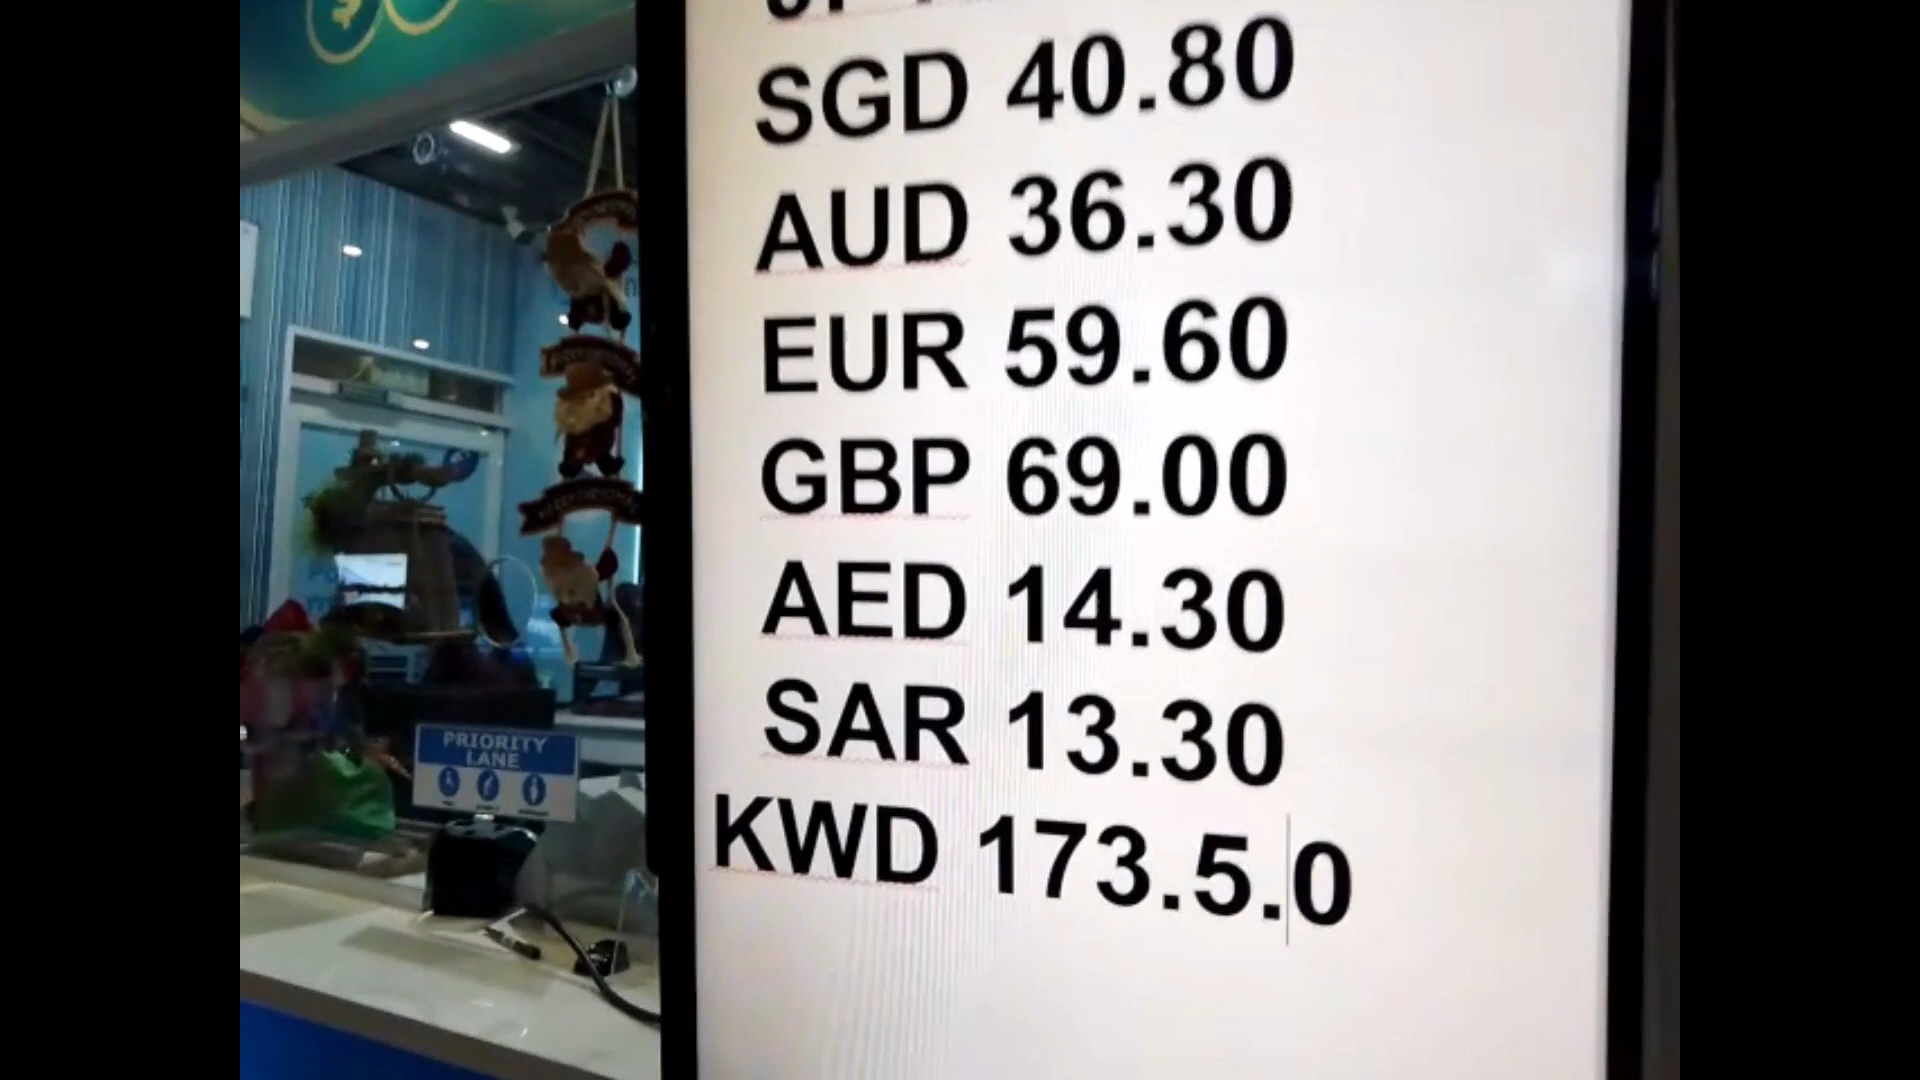 SGD 40.80
AUD 36.30
EUR 59.60
GBP 69.00
AED 14.30
SAR 13.30
KWD 173.5.0
PRIORITY
LANE